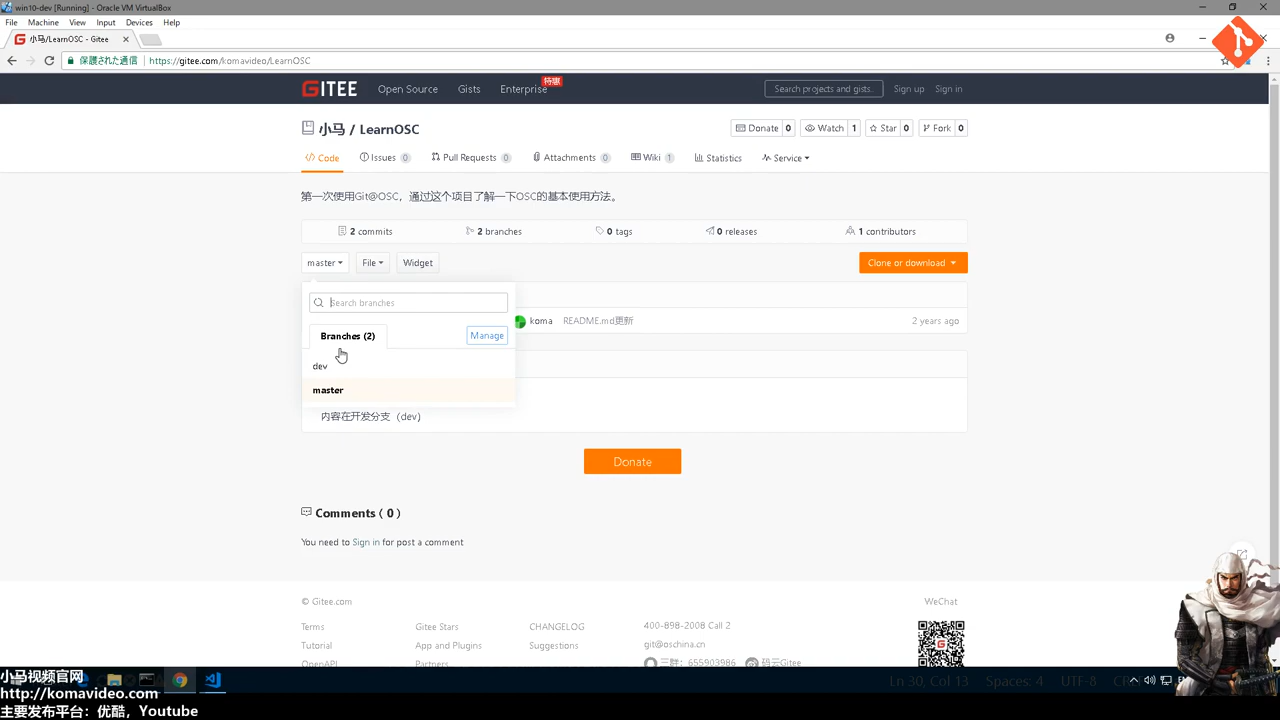 win10-dev [Running] - Oracle VM VirtualBox
File Machine View Input Devices Help
小马/LearnOSC - Gitee
保護された通信 https://gitee.com/komavideo/LearnOSC
GITEE Open Source Gists Enterprise 特惠 Search projects and gists. Sign up Sign in
小马 / LearnOSC
Donate 0 Watch 1 Star 0 Fork 0
Code Issues 0 Pull Requests 0 Attachments 0 Wiki 1 Statistics Service
第一次使用Git@OSC，通过这个项目了解一下OSC的基本使用方法。
2 commits 2 branches 0 tags 0 releases 1 contributors
master File Widget Clone or download
Search branches
koma README.md更新 2 years ago
Branches (2) Manage
dev
master
内容在开发分支（dev）
Donate
Comments ( 0 )
You need to Sign in for post a comment
© Gitee.com WeChat
Terms Gitee Stars CHANGELOG 400-898-2008 Call 2
Tutorial App and Plugins Suggestions git@oschina.cn
OpenAPI Partners 三群：655903986 码云Gitee
小马视频官网
http://komavideo.com
主要发布平台：优酷，Youtube
Ln 30, Col 13 Spaces: 4 UTF-8